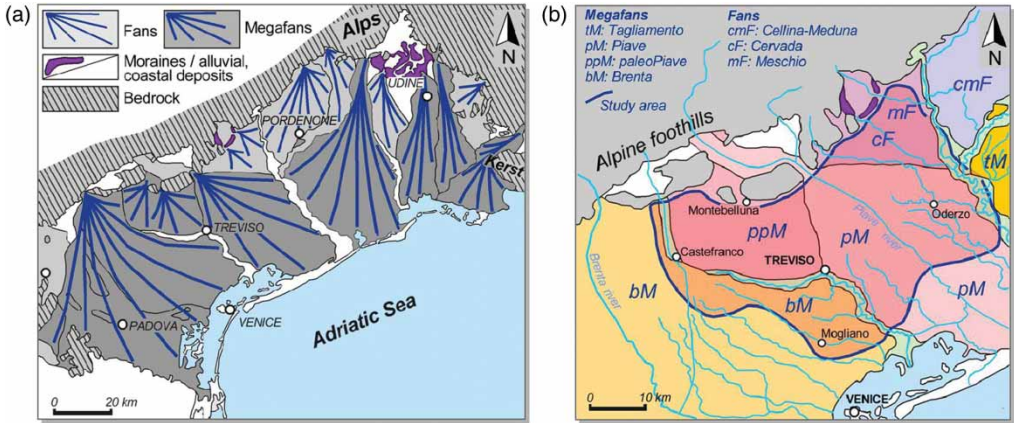 (a)
Fans
Megafans
Moraines / alluvial,
coastal deposits
Bedrock
Alps
N
UDINE
PORDENONE
Kerst
TREVISO
PADOVA
VENICE
Adriatic Sea
0 20 km
(b)
Megafans
tM: Tagliamento
pM: Piave
ppM: paleoPiave
bM: Brenta
Study area
Fans
cmF: Cellina-Meduna
cF: Cervada
mF: Meschio
N
cmF
mF
cF
tM
Alpine foothills
Montebelluna
Oderzo
ppM
pM
Piave river
Castefranco
TREVISO
Brenta river
bM
bM
pM
Mogliano
VENICE
0 10 km